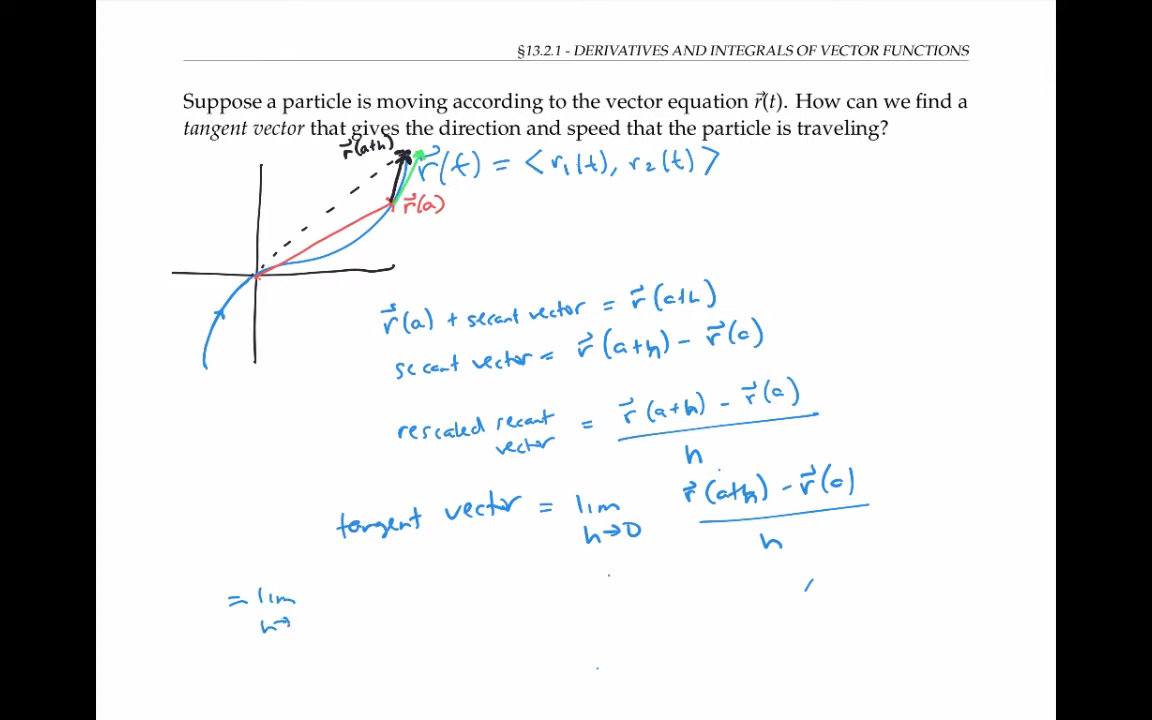 §13.2.1 - DERIVATIVES AND INTEGRALS OF VECTOR FUNCTIONS
Suppose a particle is moving according to the vector equation r⃗(t). How can we find a
tangent vector that gives the direction and speed that the particle is traveling?
r⃗(a+h)
r⃗(t) = <r₁(t), r₂(t)>
r⃗(a)
r⃗(a) + secant vector = r⃗(a+h)
secant vector = r⃗(a+h) - r⃗(a)
rescaled secant vector = r⃗(a+h) - r⃗(a)
h
tangent vector = lim h→0 r⃗(a+h) - r⃗(a)
h
= lim
h→